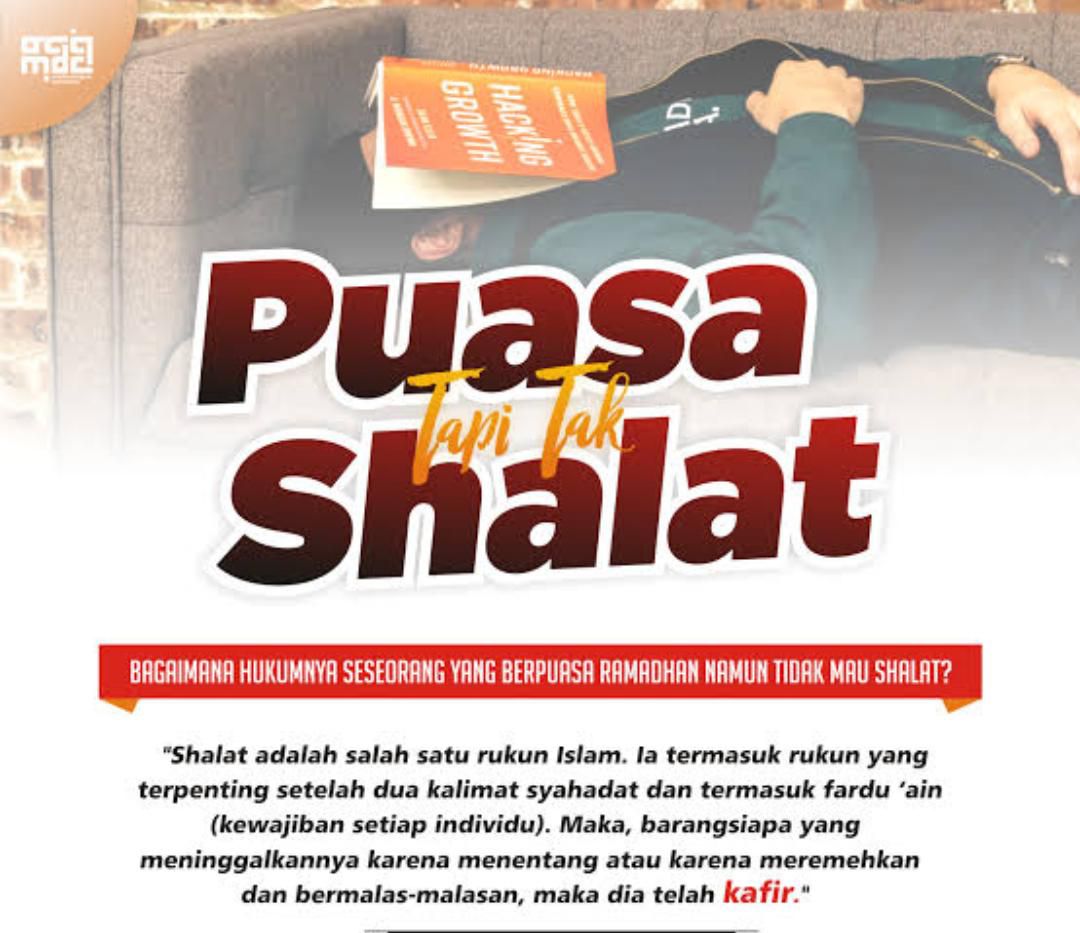 HACKING
GROWTH
Puasa
Tapi Tak
Shalat
BAGAIMANA HUKUMNYA SESEORANG YANG BERPUASA RAMADHAN NAMUN TIDAK MAU SHALAT?
"Shalat adalah salah satu rukun Islam. Ia termasuk rukun yang
terpenting setelah dua kalimat syahadat dan termasuk fardu ‘ain
(kewajiban setiap individu). Maka, barangsiapa yang
meninggalkannya karena menentang atau karena meremehkan
dan bermalas-malasan, maka dia telah kafir."